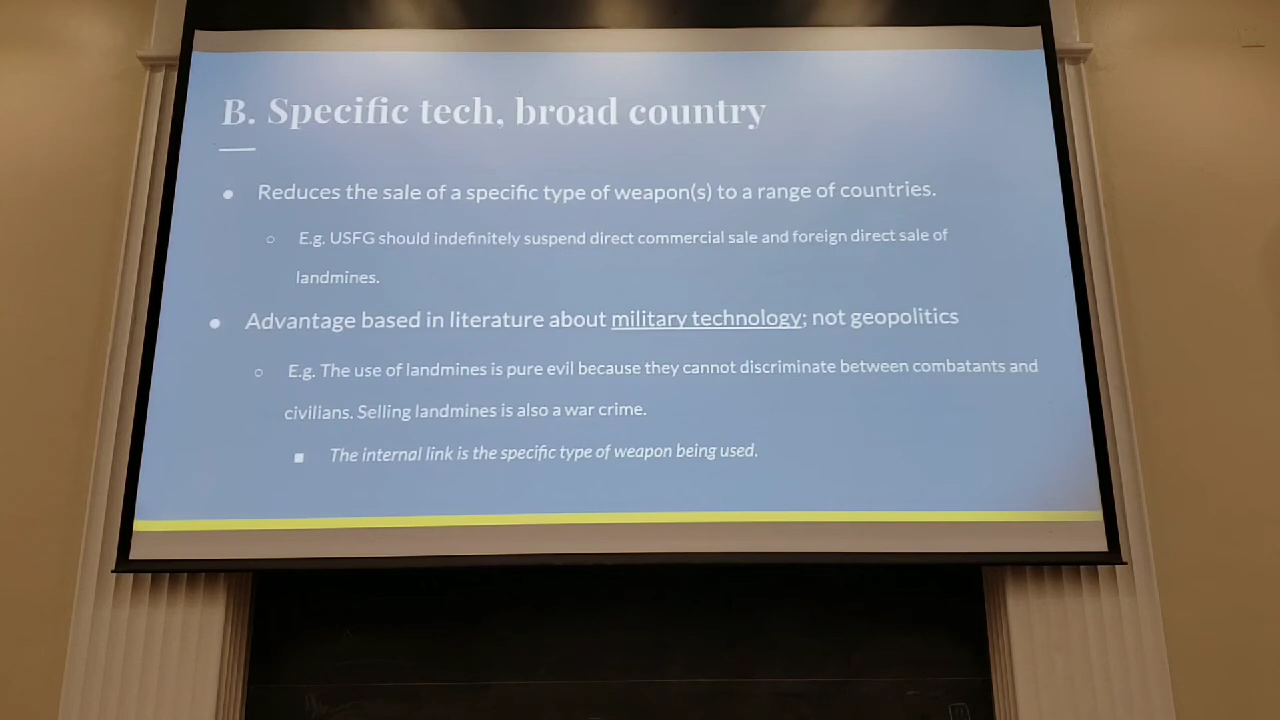 B. Specific tech, broad country
● Reduces the sale of a specific type of weapon(s) to a range of countries.
○ E.g. USFG should indefinitely suspend direct commercial sale and foreign direct sale of
landmines.
● Advantage based in literature about military technology; not geopolitics
○ E.g. The use of landmines is pure evil because they cannot discriminate between combatants and
civilians. Selling landmines is also a war crime.
■ The internal link is the specific type of weapon being used.